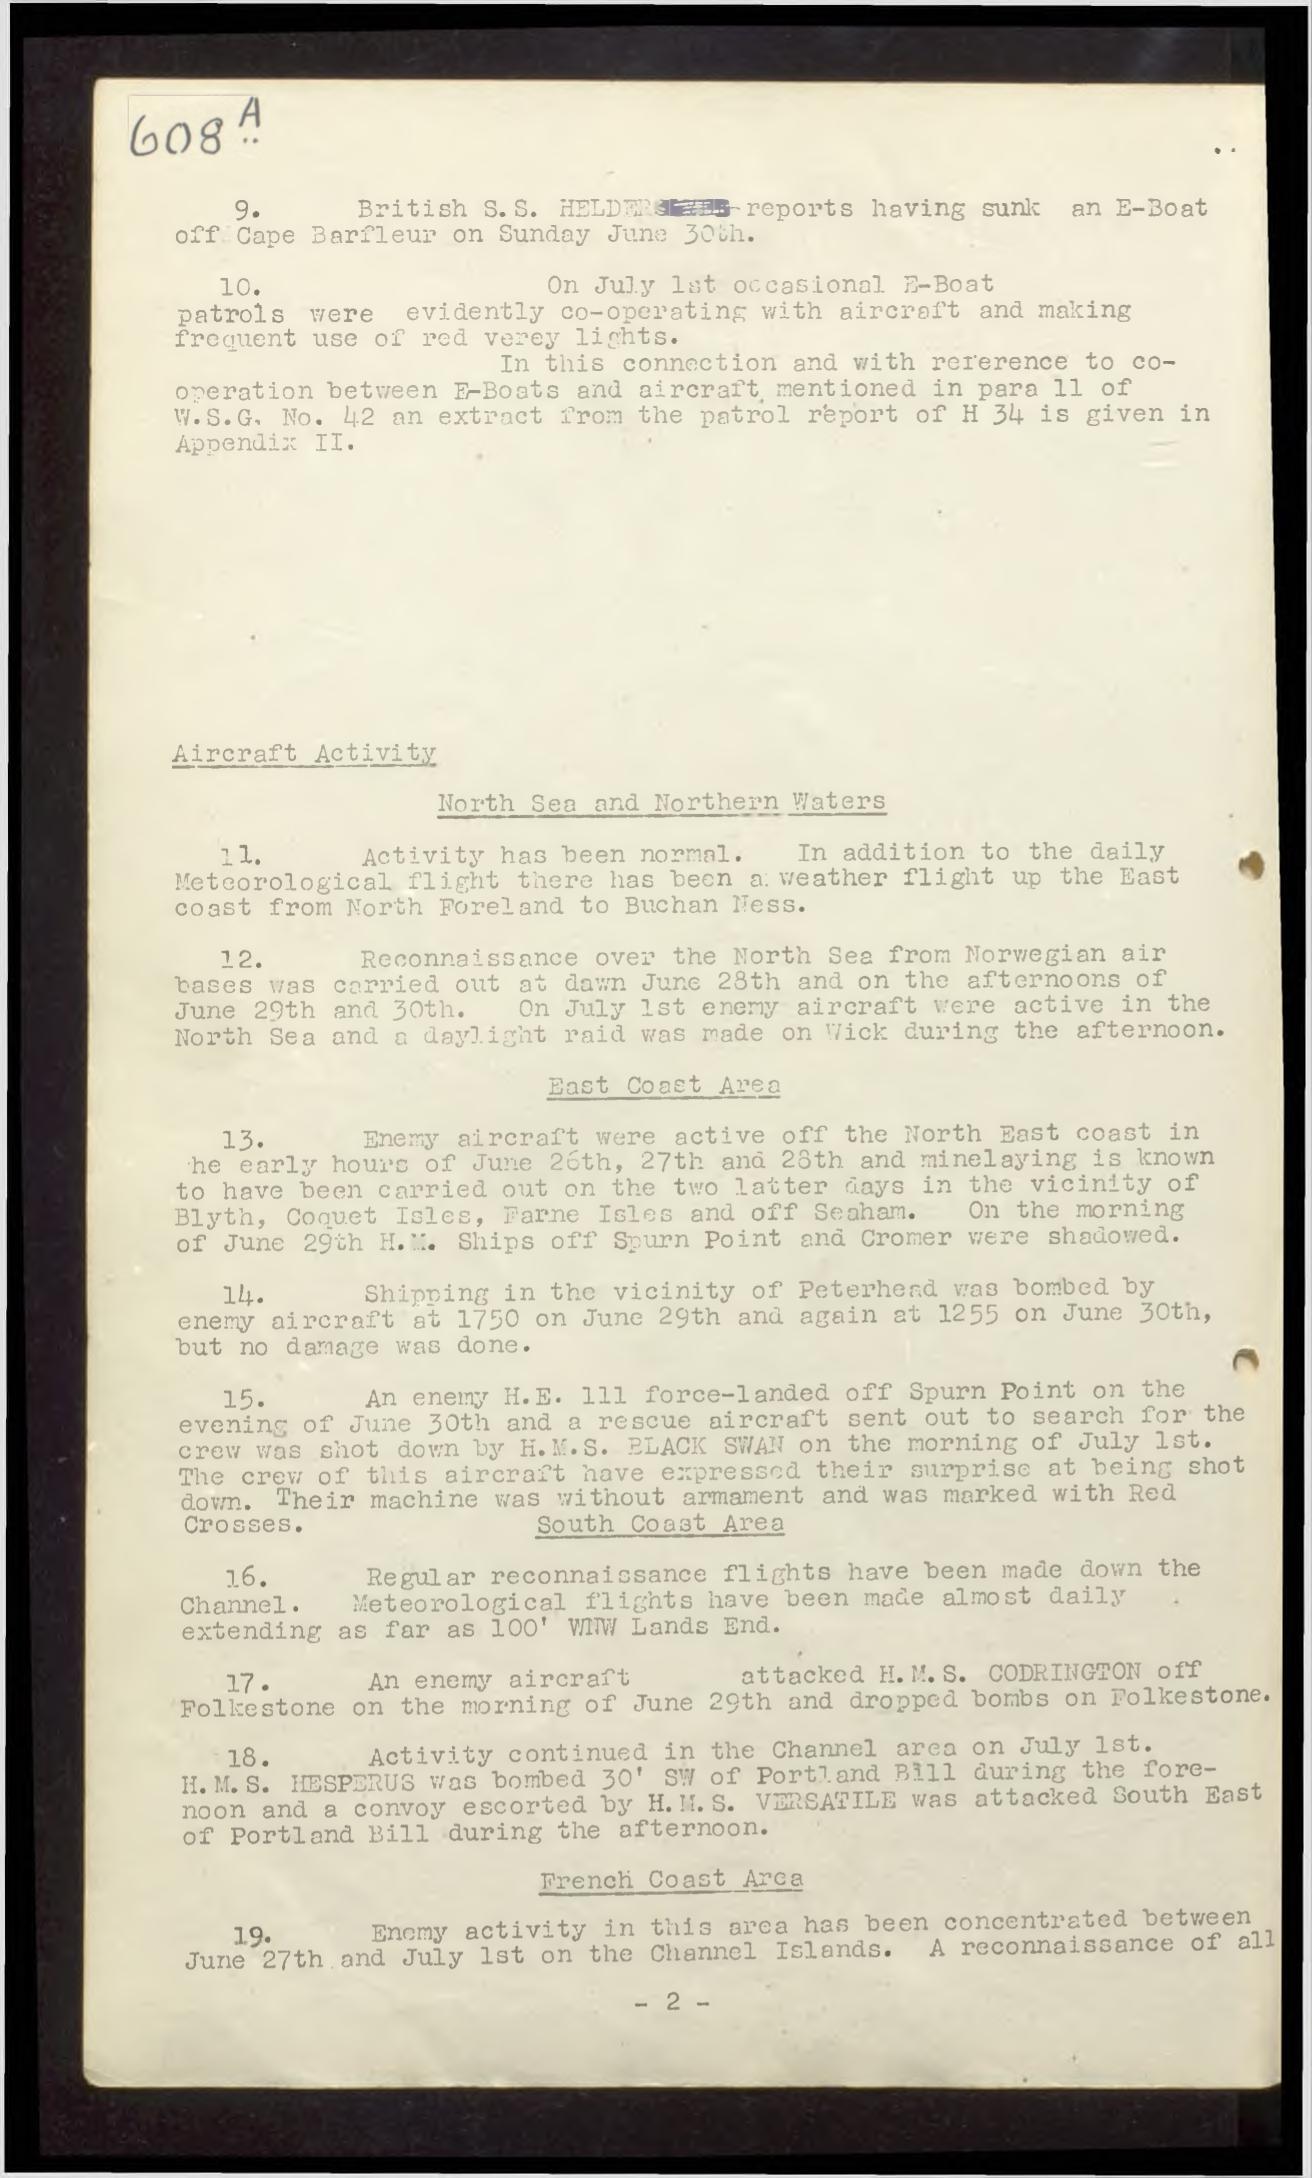 608 A
9. British S.S. HELDER reports having sunk an E-Boat
off Cape Barfleur on Sunday June 30th.
10. On July 1st occasional E-Boat
patrols were evidently co-operating with aircraft and making
frequent use of red verey lights.
In this connection and with reference to co-
operation between E-Boats and aircraft mentioned in para 11 of
W.S.G. No. 42 an extract from the patrol report of H 34 is given in
Appendix II.
Aircraft Activity
North Sea and Northern Waters
11. Activity has been normal. In addition to the daily
Meteorological flight there has been a weather flight up the East
coast from North Foreland to Buchan Ness.
12. Reconnaissance over the North Sea from Norwegian air
bases was carried out at dawn June 28th and on the afternoons of
June 29th and 30th. On July 1st enemy aircraft were active in the
North Sea and a daylight raid was made on Wick during the afternoon.
East Coast Area
13. Enemy aircraft were active off the North East coast in
he early hours of June 26th, 27th and 28th and minelaying is known
to have been carried out on the two latter days in the vicinity of
Blyth, Coquet Isles, Farne Isles and off Seaham. On the morning
of June 29th H.M. Ships off Spurn Point and Cromer were shadowed.
14. Shipping in the vicinity of Peterhead was bombed by
enemy aircraft at 1750 on June 29th and again at 1255 on June 30th,
but no damage was done.
15. An enemy H.E. 111 force-landed off Spurn Point on the
evening of June 30th and a rescue aircraft sent out to search for the
crew was shot down by H.M.S. BLACK SWAN on the morning of July 1st.
The crew of this aircraft have expressed their surprise at being shot
down. Their machine was without armament and was marked with Red
Crosses.
South Coast Area
16. Regular reconnaissance flights have been made down the
Channel. Meteorological flights have been made almost daily
extending as far as 100' WNW Lands End.
17. An enemy aircraft attacked H.M.S. CODRINGTON off
Folkestone on the morning of June 29th and dropped bombs on Folkestone.
18. Activity continued in the Channel area on July 1st.
H.M.S. HESPERUS was bombed 30' SW of Portland Bill during the fore-
noon and a convoy escorted by H.M.S. VERSATILE was attacked South East
of Portland Bill during the afternoon.
French Coast Area
19. Enemy activity in this area has been concentrated between
June 27th and July 1st on the Channel Islands. A reconnaissance of all
- 2 -